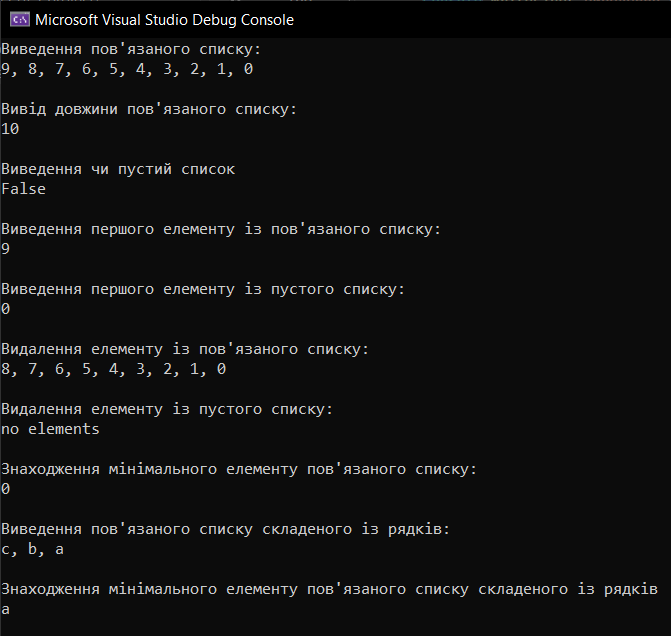 Microsoft Visual Studio Debug Console
Виведення пов'язаного списку:
9, 8, 7, 6, 5, 4, 3, 2, 1, 0
Вивід довжини пов'язаного списку:
10
Виведення чи пустий список
False
Виведення першого елементу із пов'язаного списку:
9
Виведення першого елементу із пустого списку:
0
Видалення елементу із пов'язаного списку:
8, 7, 6, 5, 4, 3, 2, 1, 0
Видалення елементу із пустого списку:
no elements
Знаходження мінімального елементу пов'язаного списку:
0
Виведення пов'язаного списку складеного із рядків:
c, b, a
Знаходження мінімального елементу пов'язаного списку складеного із рядків
a